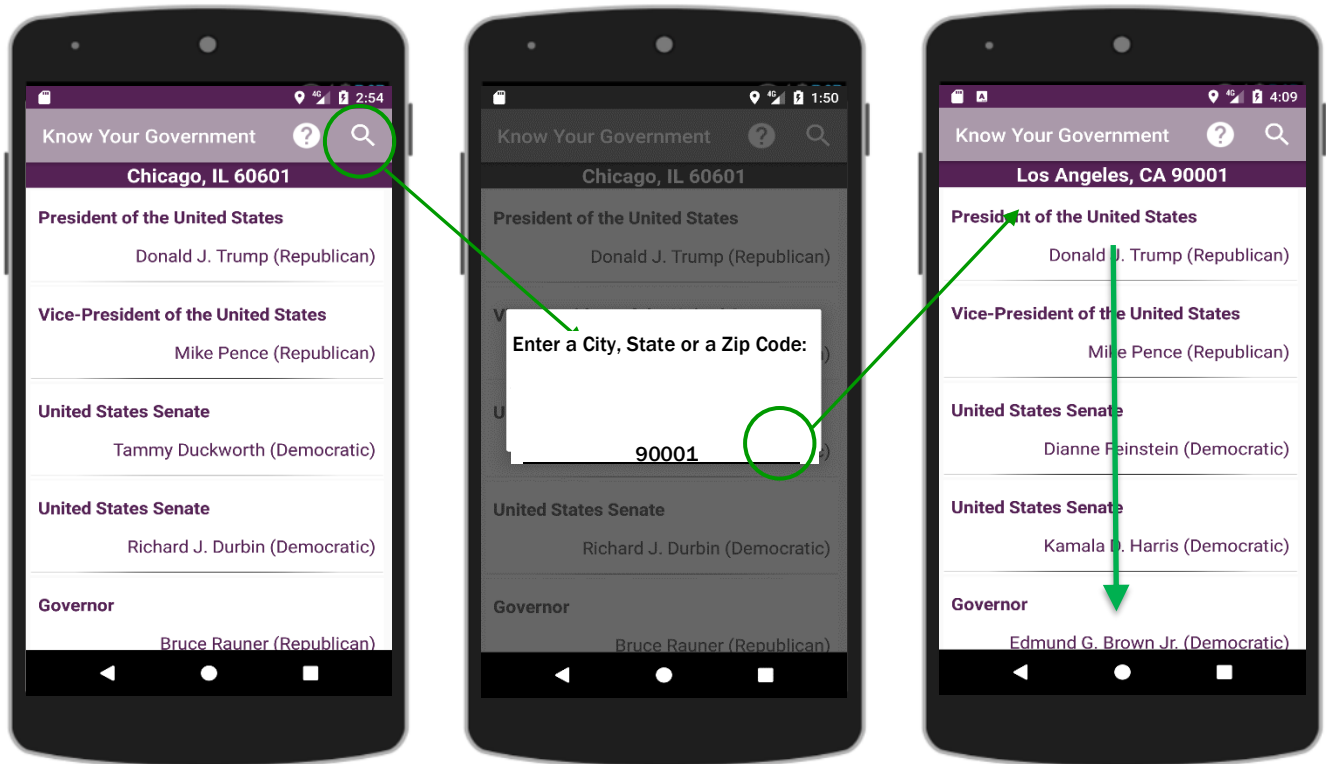 4G 2:54
Know Your Government ?
Chicago, IL 60601
President of the United States
Donald J. Trump (Republican)
Vice-President of the United States
Mike Pence (Republican)
United States Senate
Tammy Duckworth (Democratic)
United States Senate
Richard J. Durbin (Democratic)
Governor
Bruce Rauner (Republican)
4G 1:50
Know Your Government ?
Chicago, IL 60601
President of the United States
Donald J. Trump (Republican)
V
Enter a City, State or a Zip Code:
)
U
90001
)
United States Senate
Richard J. Durbin (Democratic)
Governor
Bruce Rauner (Republican)
A 4G 4:09
Know Your Government ?
Los Angeles, CA 90001
President of the United States
Donald J. Trump (Republican)
Vice-President of the United States
Mike Pence (Republican)
United States Senate
Dianne Feinstein (Democratic)
United States Senate
Kamala D. Harris (Democratic)
Governor
Edmund G. Brown Jr. (Democratic)